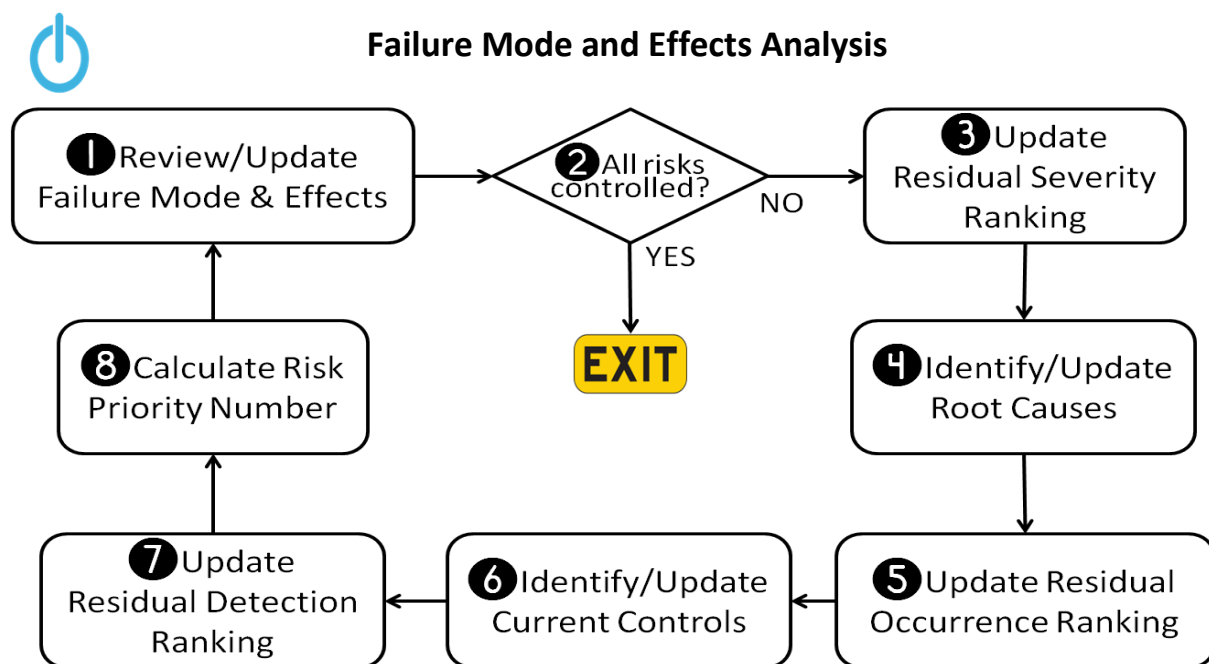 Failure Mode and Effects Analysis
1 Review/Update
Failure Mode & Effects
2 All risks
controlled?
NO
YES
EXIT
3 Update
Residual Severity
Ranking
4 Identify/Update
Root Causes
5 Update Residual
Occurrence Ranking
6 Identify/Update
Current Controls
7 Update
Residual Detection
Ranking
8 Calculate Risk
Priority Number